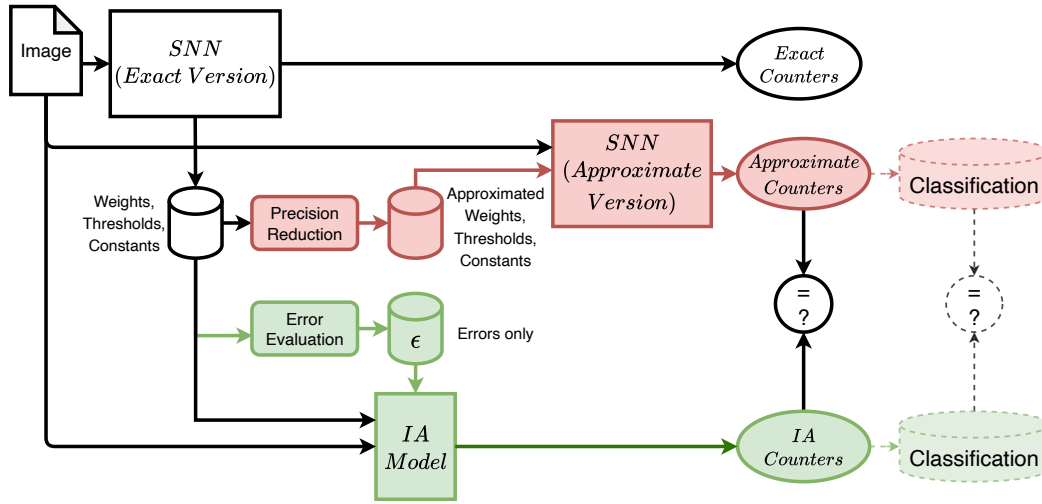 Image
SNN
(Exact Version)
Exact
Counters
SNN
(Approximate
Version)
Approximate
Counters
Classification
Weights,
Thresholds,
Constants
Precision
Reduction
Approximated
Weights,
Thresholds,
Constants
=
?
=
?
Error
Evaluation
ϵ
Errors only
IA
Model
IA
Counters
Classification